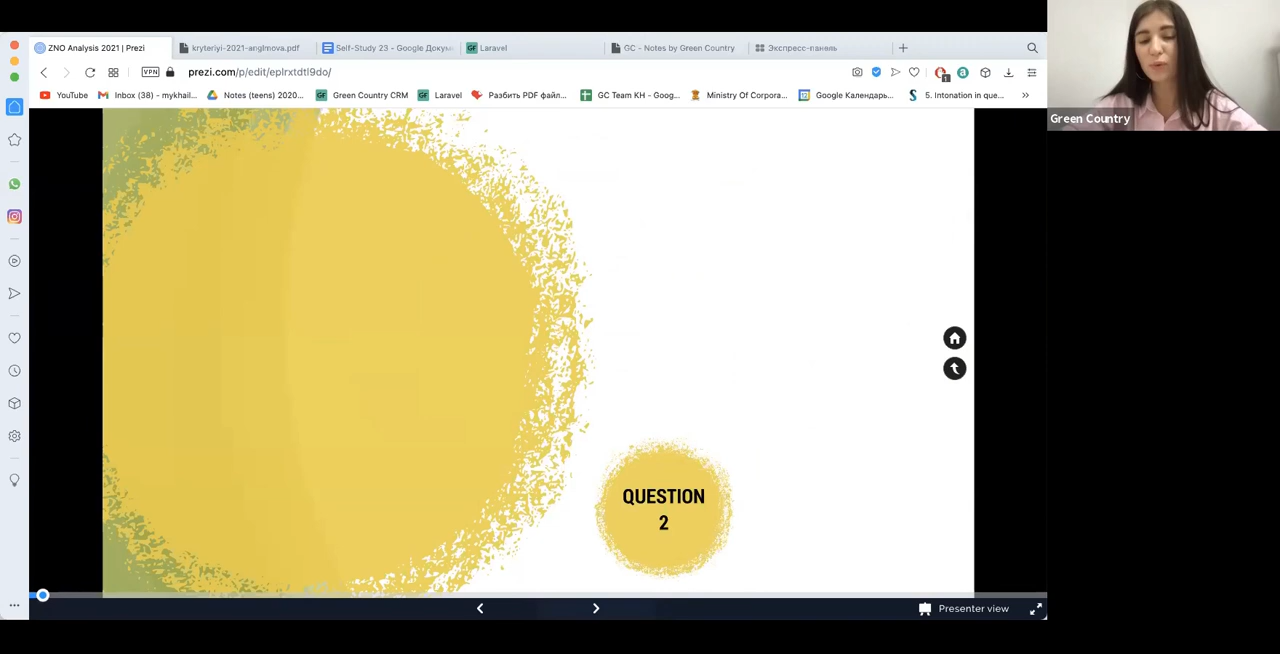 ZNO Analysis 2021 | Prezi
kryteriyi-2021-anglmova.pdf
Self-Study 23 - Google Докум
Laravel
GC - Notes by Green Country
Экспресс-панель
VPN
prezi.com/p/edit/eplrxtdtl9do/
1
YouTube
Inbox (38) - mykhail...
Notes (teens) 2020...
Green Country CRM
Laravel
Разбить PDF файл...
GC Team KH - Goog...
Ministry Of Corpora...
Google Календарь...
5. Intonation in que...
Green Country
QUESTION
2
Presenter view